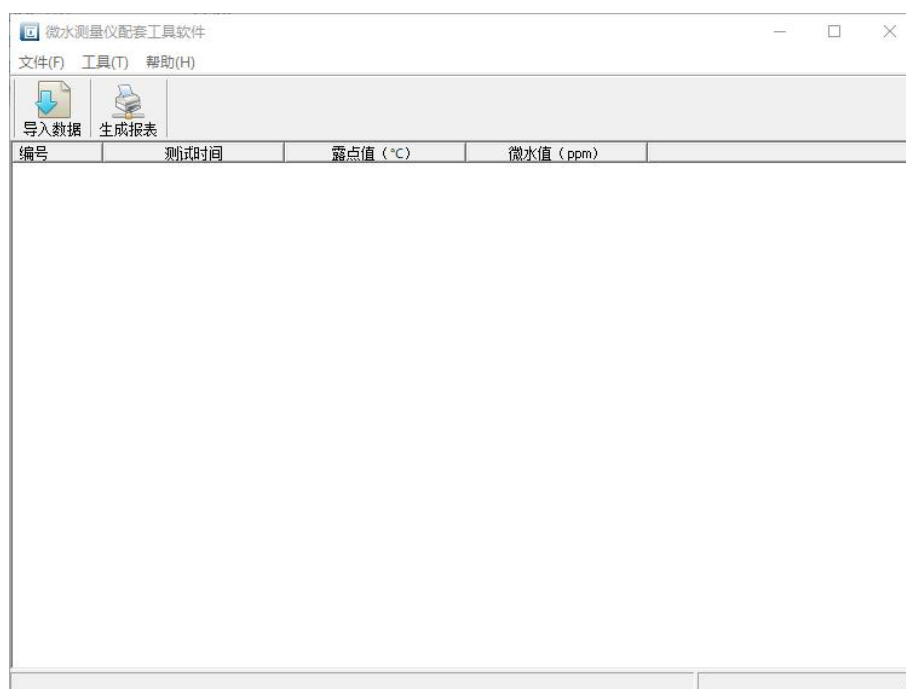 微水测量仪配套工具软件
文件(F) 工具(T) 帮助(H)
导入数据 生成报表
编号 测试时间 露点值（℃） 微水值（ppm）